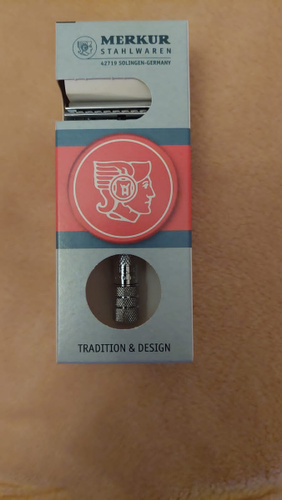 MERKUR
STAHLWAREN
42719 SOLINGEN-GERMANY
TRADITION & DESIGN